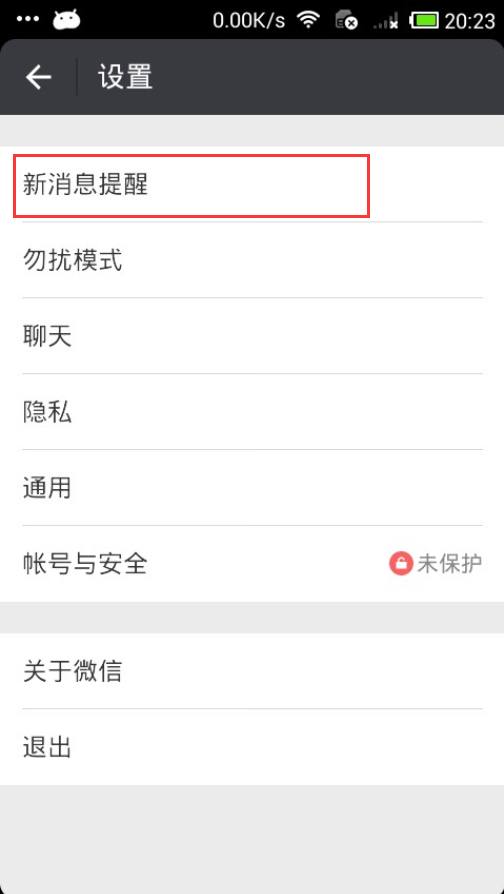 0.00K/s 20:23
设置
新消息提醒
勿扰模式
聊天
隐私
通用
帐号与安全 未保护
关于微信
退出